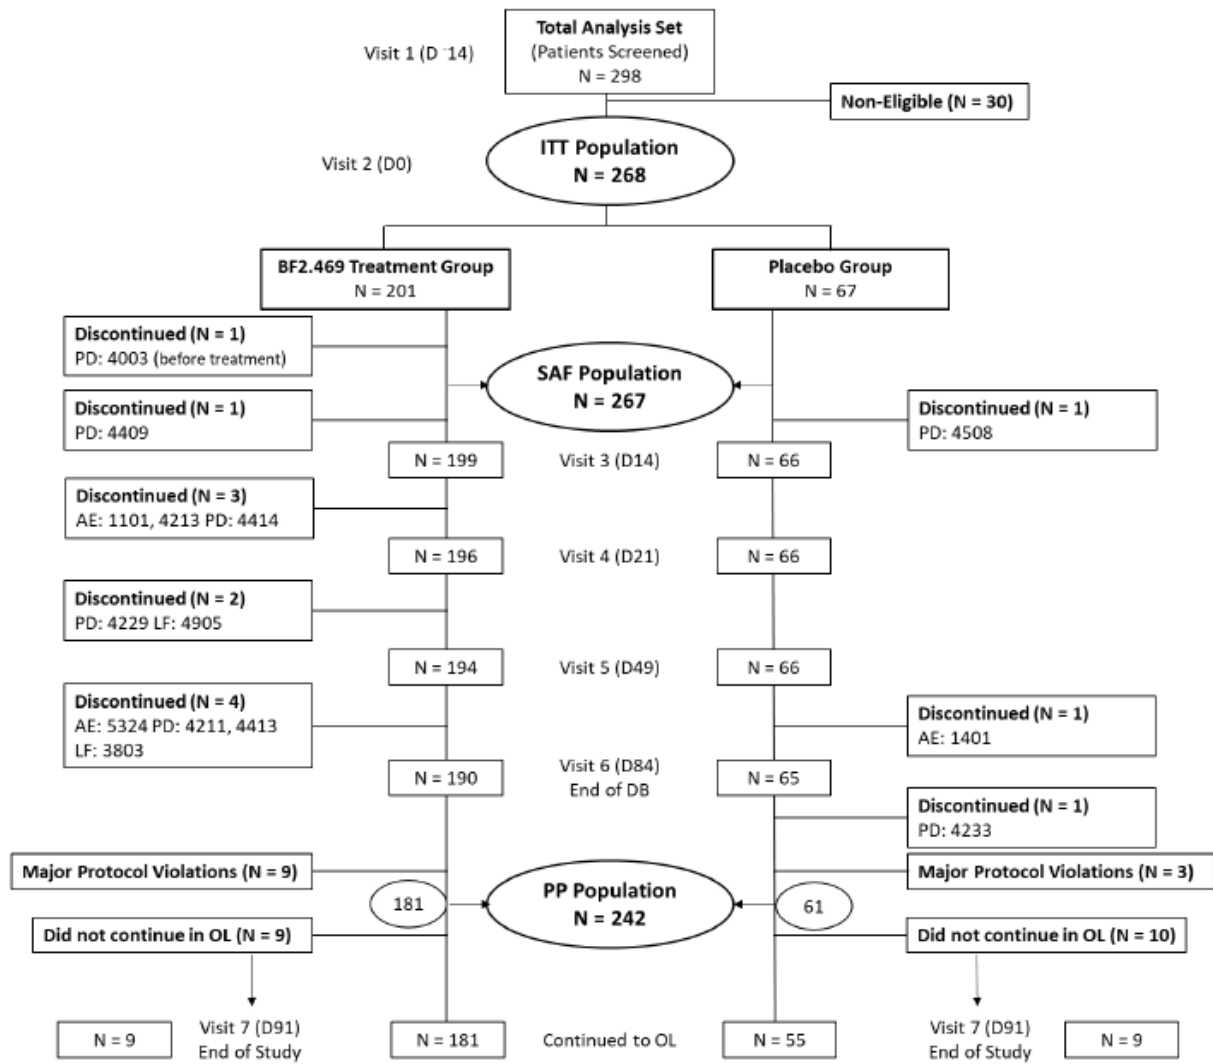 Total Analysis Set
Visit 1 (D -14)
(Patients Screened)
N = 298
Non-Eligible (N = 30)
ITT Population
Visit 2 (D0)
N = 268
BF2.469 Treatment Group
N = 201
Placebo Group
N = 67
Discontinued (N = 1)
PD: 4003 (before treatment)
SAF Population
N = 267
Discontinued (N = 1)
PD: 4409
Discontinued (N = 1)
PD: 4508
N = 199
Visit 3 (D14)
N = 66
Discontinued (N = 3)
AE: 1101, 4213 PD: 4414
N = 196
Visit 4 (D21)
N = 66
Discontinued (N = 2)
PD: 4229 LF: 4905
N = 194
Visit 5 (D49)
N = 66
Discontinued (N = 4)
AE: 5324 PD: 4211, 4413
LF: 3803
Discontinued (N = 1)
AE: 1401
N = 190
Visit 6 (D84)
End of DB
N = 65
Discontinued (N = 1)
PD: 4233
Major Protocol Violations (N = 9)
Major Protocol Violations (N = 3)
181
PP Population
N = 242
61
Did not continue in OL (N = 9)
Did not continue in OL (N = 10)
N = 9
Visit 7 (D91)
End of Study
N = 181
Continued to OL
N = 55
Visit 7 (D91)
End of Study
N = 9